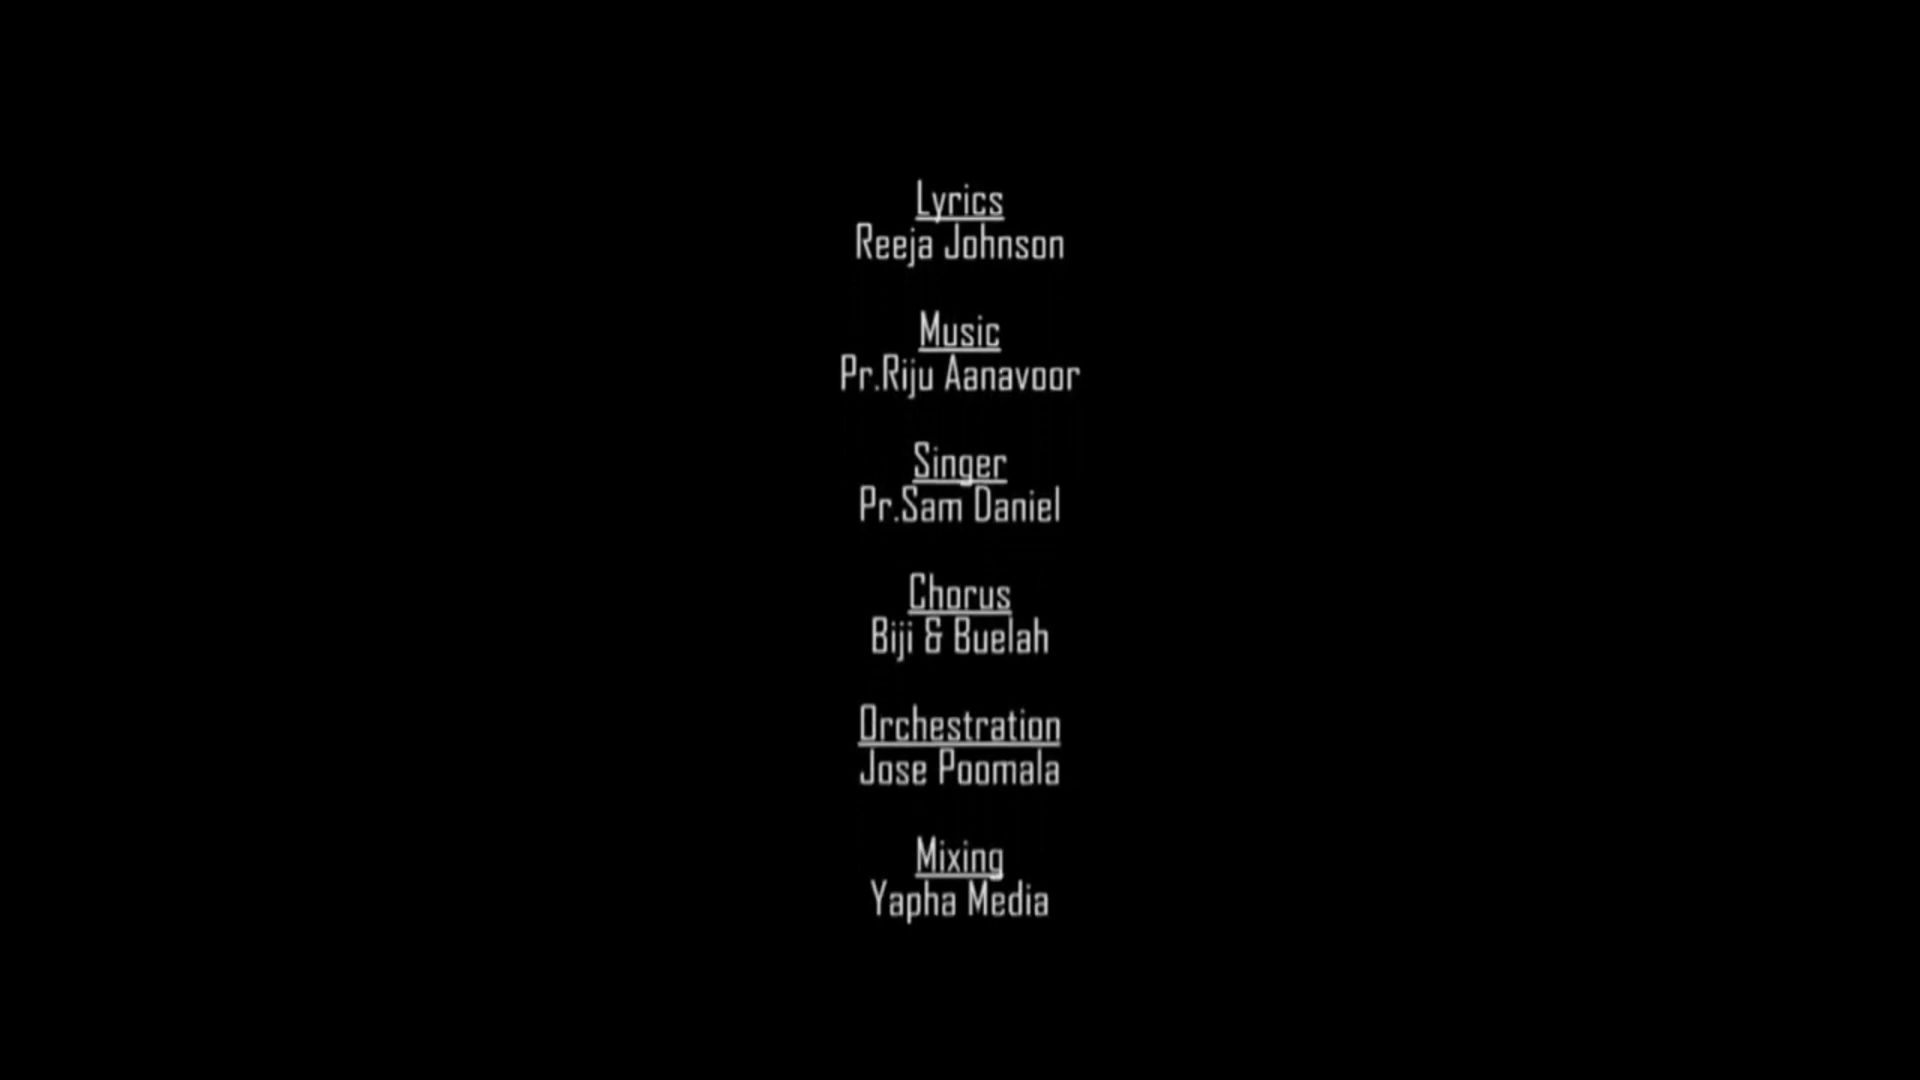 Lyrics
Reeja Johnson
Music
Pr.Riju Aanavoor
Singer
Pr.Sam Daniel
Chorus
Biji & Buelah
Orchestration
Jose Poomala
Mixing
Yapha Media